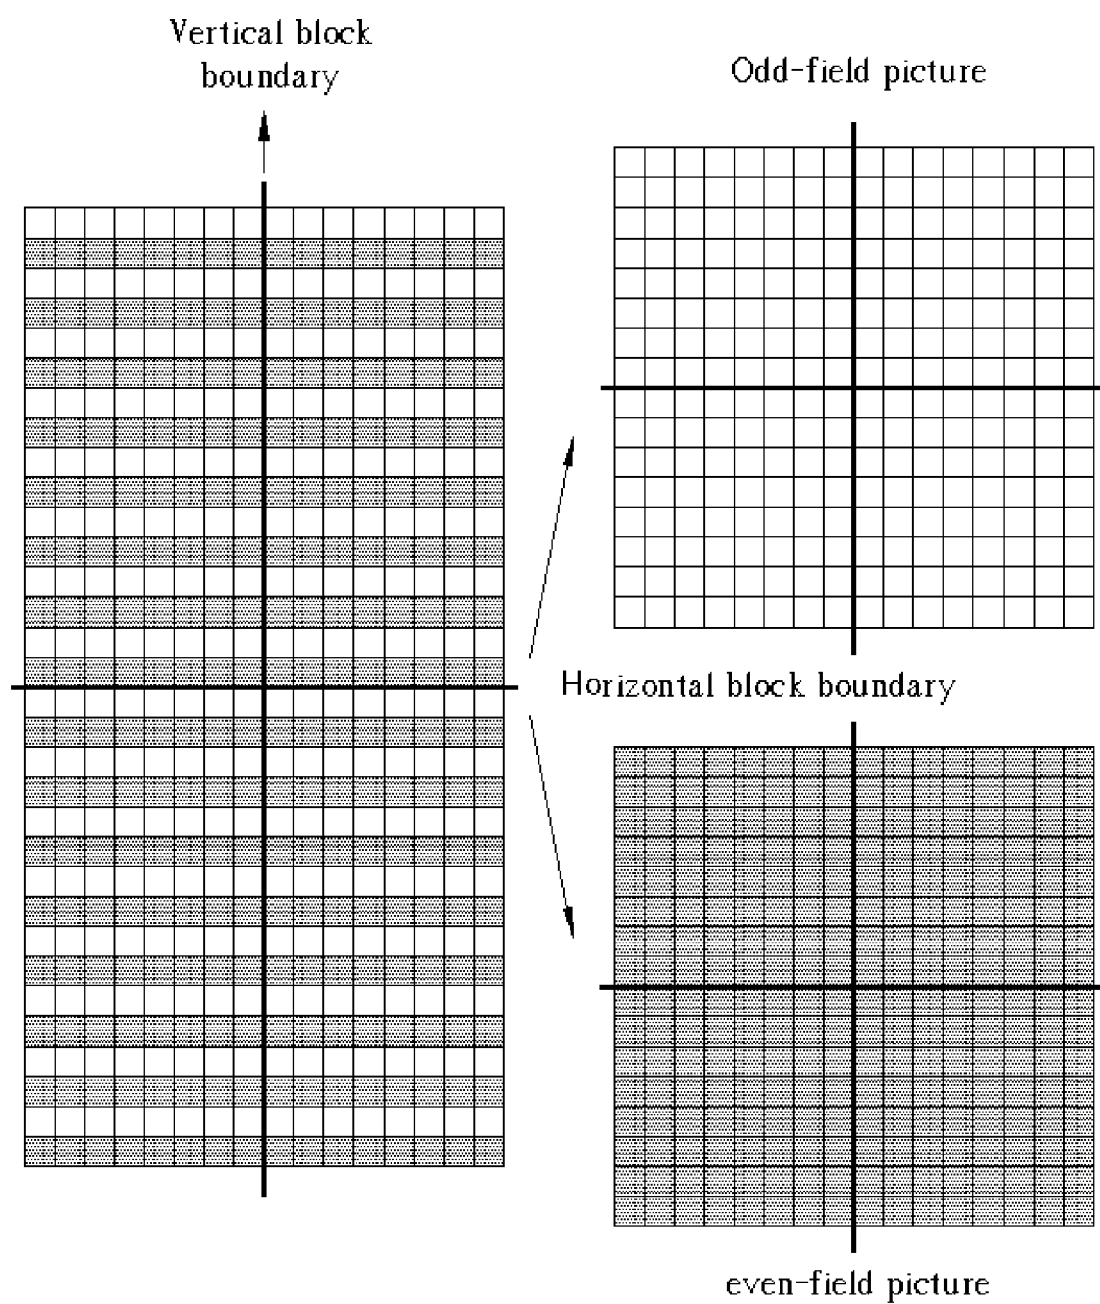 Vertical block
boundary
Odd-field picture
Horizontal block boundary
even-field picture